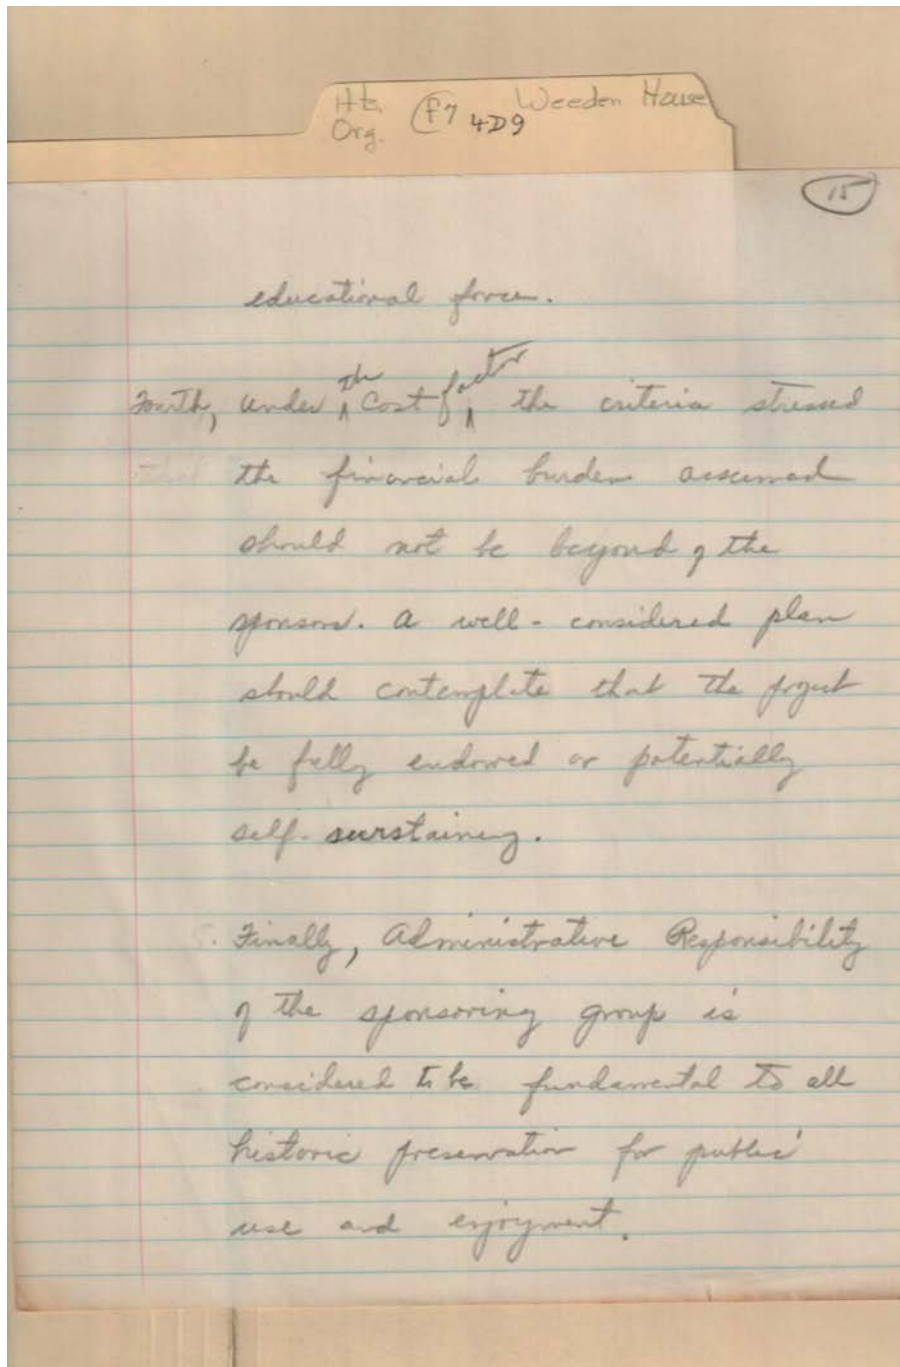 Hts. Org. F7 4D9 Weeden House
15
educational force.
Fourth, under the Cost factor the criteria stressed
the financial burden assumed
should not be beyond of the
sponsors. A well-considered plan
should contemplate that the project
be fully endowed or potentially
self-surstaining.
5. Finally, Administrative Responsibility
of the sponsoring group is
considered to be fundamental to all
historic preservation for public
use and enjoyment.